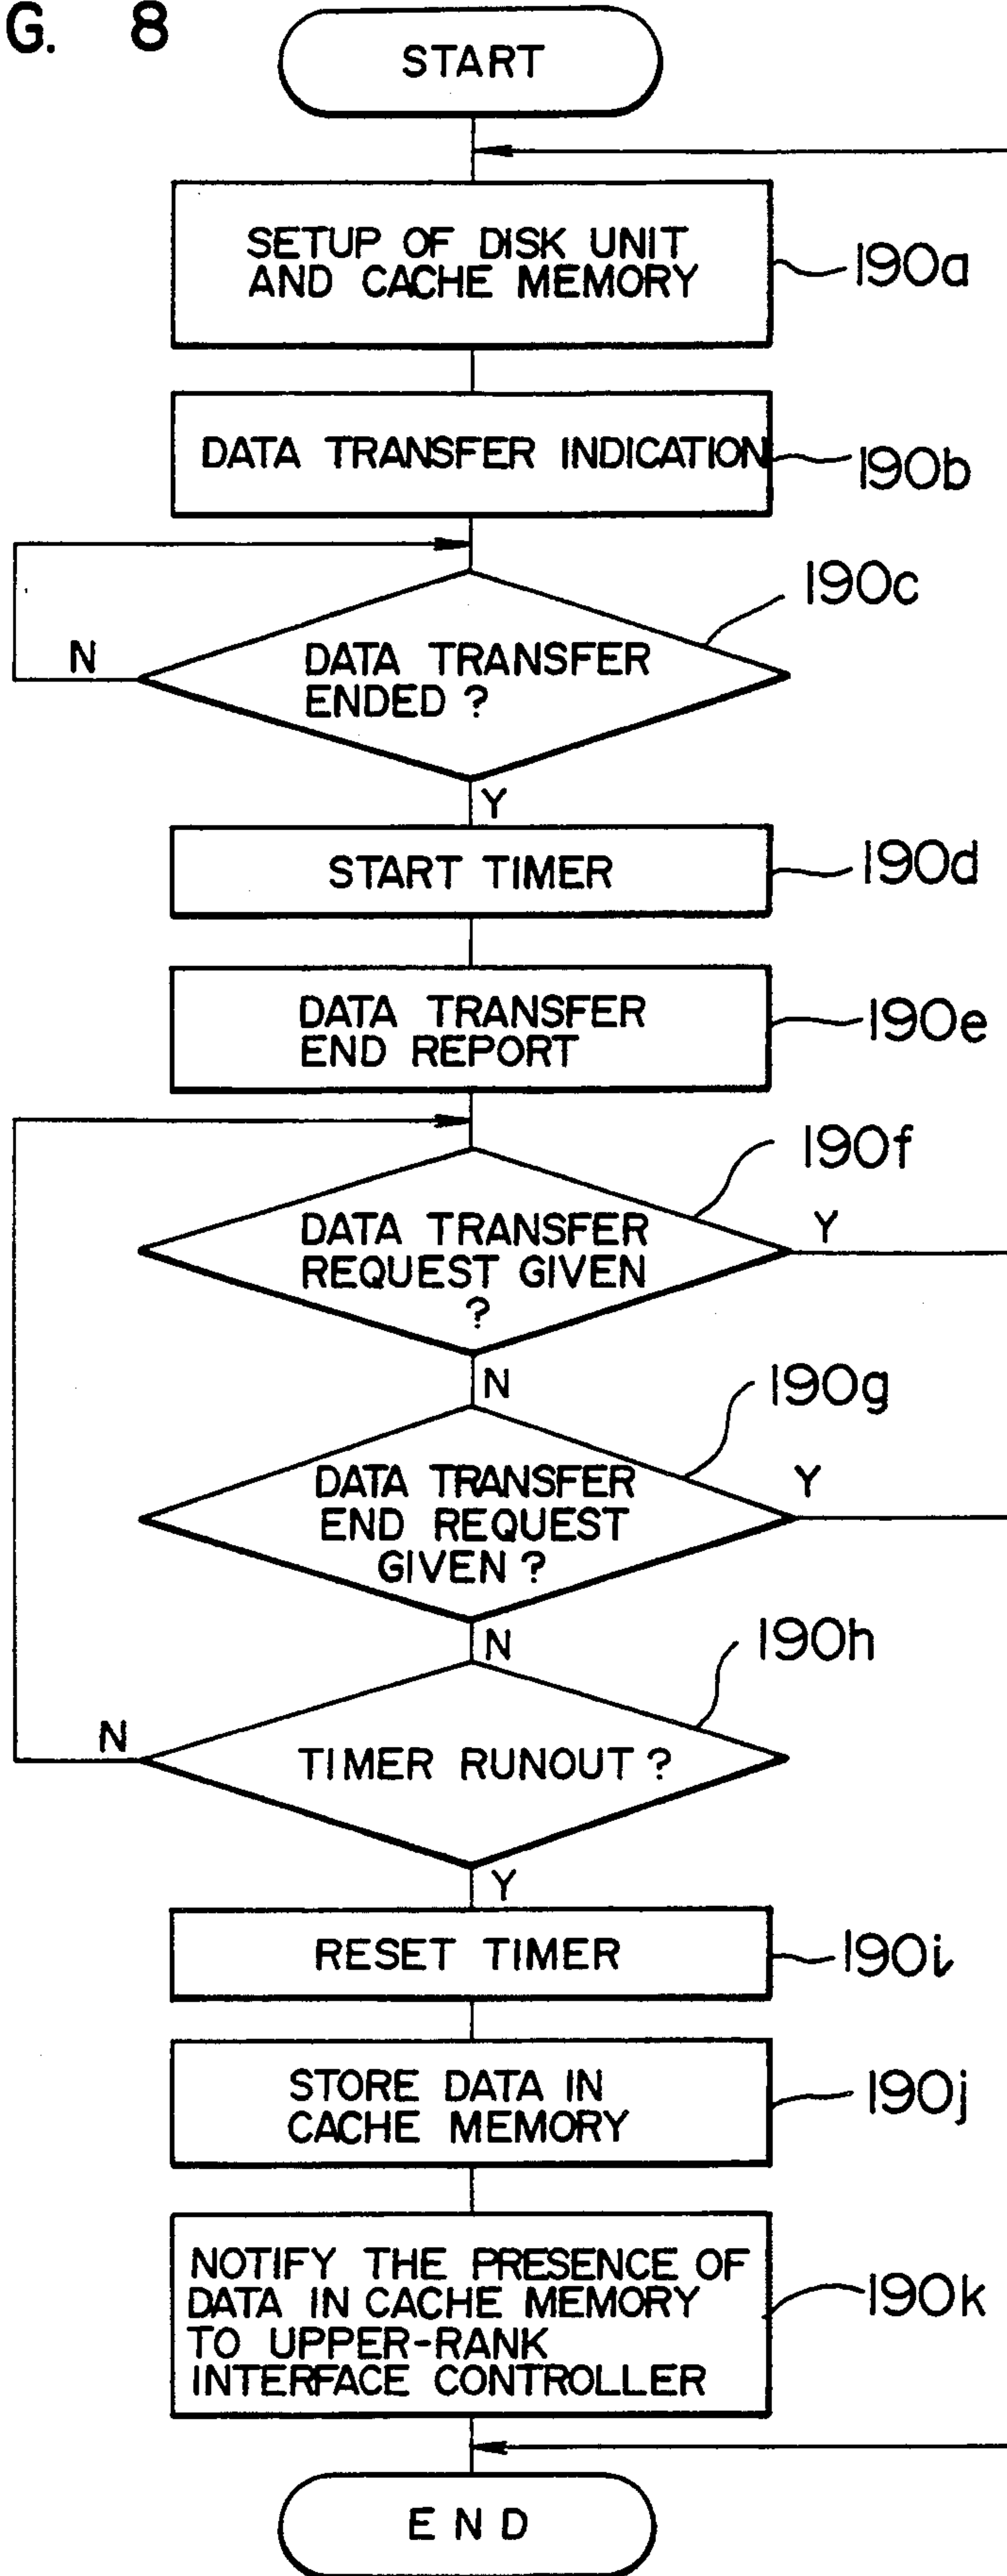 G. 8
START
SETUP OF DISK UNIT
AND CACHE MEMORY
190a
DATA TRANSFER INDICATION
190b
190c
DATA TRANSFER
ENDED ?
N
Y
START TIMER
190d
DATA TRANSFER
END REPORT
190e
190f
DATA TRANSFER
REQUEST GIVEN
?
Y
N
190g
DATA TRANSFER
END REQUEST
GIVEN ?
Y
N
190h
TIMER RUNOUT ?
N
Y
RESET TIMER
190i
STORE DATA IN
CACHE MEMORY
190j
NOTIFY THE PRESENCE OF
DATA IN CACHE MEMORY
TO UPPER-RANK
INTERFACE CONTROLLER
190k
END